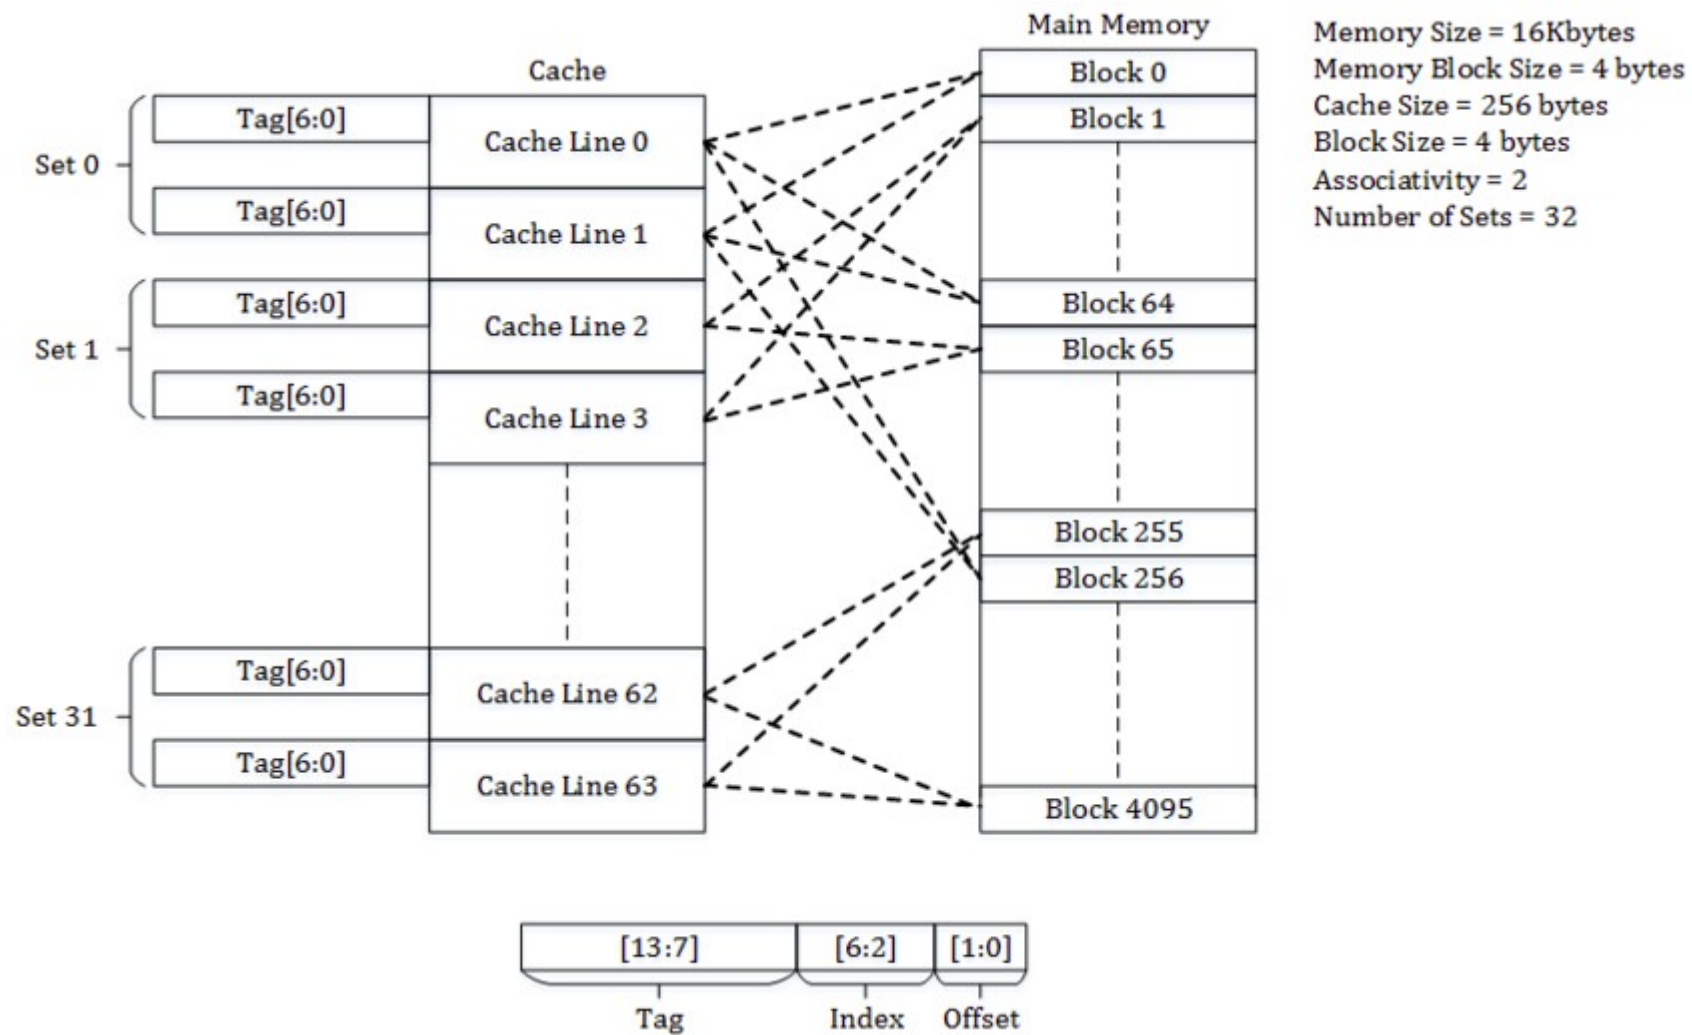 Main Memory
Memory Size = 16Kbytes
Memory Block Size = 4 bytes
Cache Size = 256 bytes
Block Size = 4 bytes
Associativity = 2
Number of Sets = 32
Cache
Set 0
Tag[6:0]
Cache Line 0
Tag[6:0]
Cache Line 1
Set 1
Tag[6:0]
Cache Line 2
Tag[6:0]
Cache Line 3
Set 31
Tag[6:0]
Cache Line 62
Tag[6:0]
Cache Line 63
Block 0
Block 1
Block 64
Block 65
Block 255
Block 256
Block 4095
[13:7]
[6:2]
[1:0]
Tag
Index
Offset